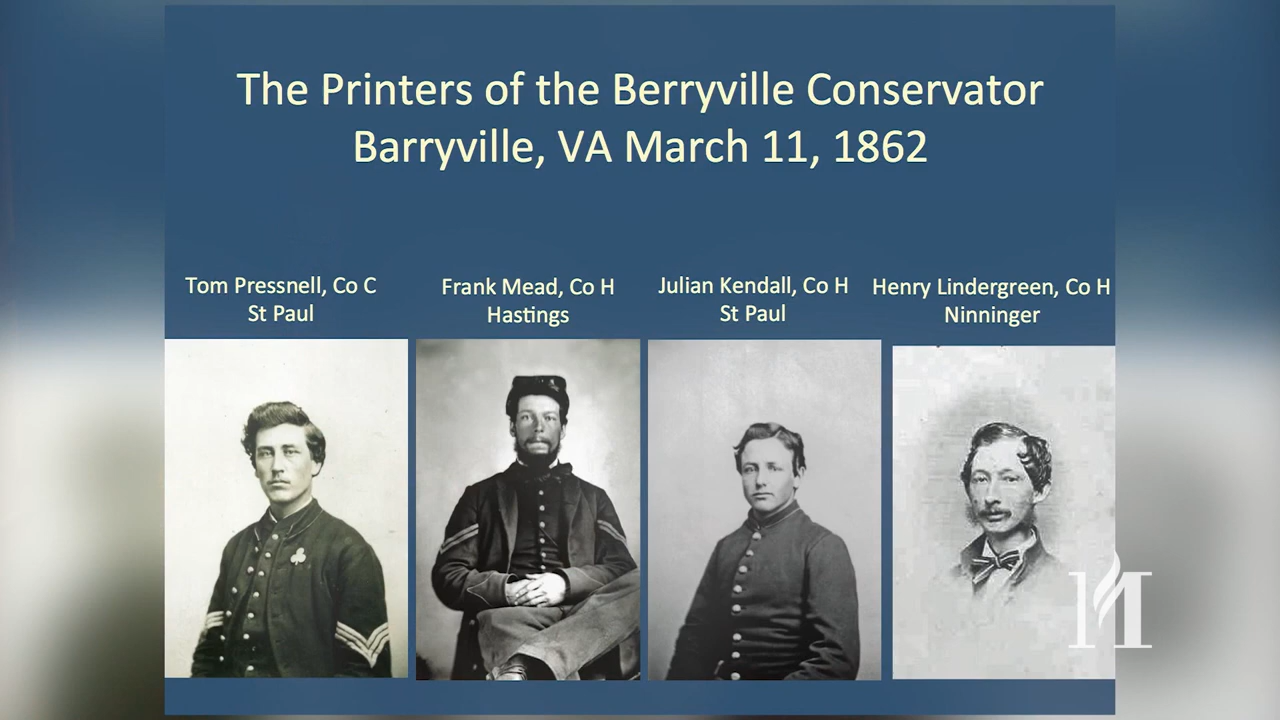 The Printers of the Berryville Conservator
Barryville, VA March 11, 1862
Tom Pressnell, Co C
St Paul
Frank Mead, Co H
Hastings
Julian Kendall, Co H
St Paul
Henry Lindergreen, Co H
Ninninger